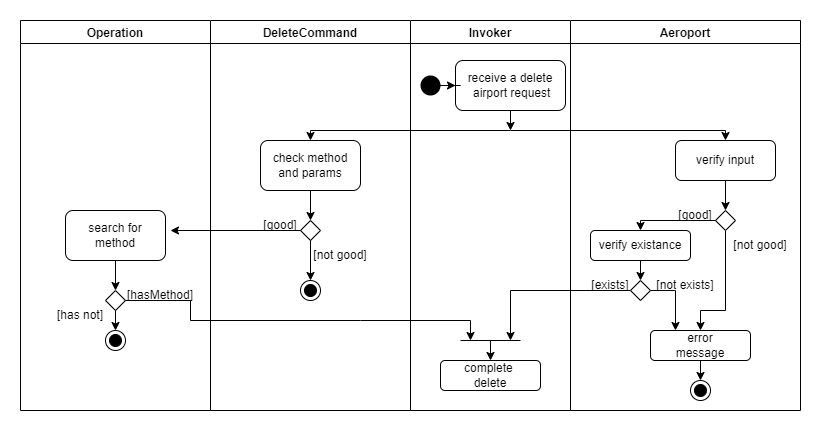 Operation
DeleteCommand
Invoker
Aeroport
receive a delete
airport request
check method
and params
verify input
[good]
[not good]
search for
method
[good]
[not good]
verify existance
[exists]
[not exists]
[hasMethod]
[has not]
error
message
complete
delete